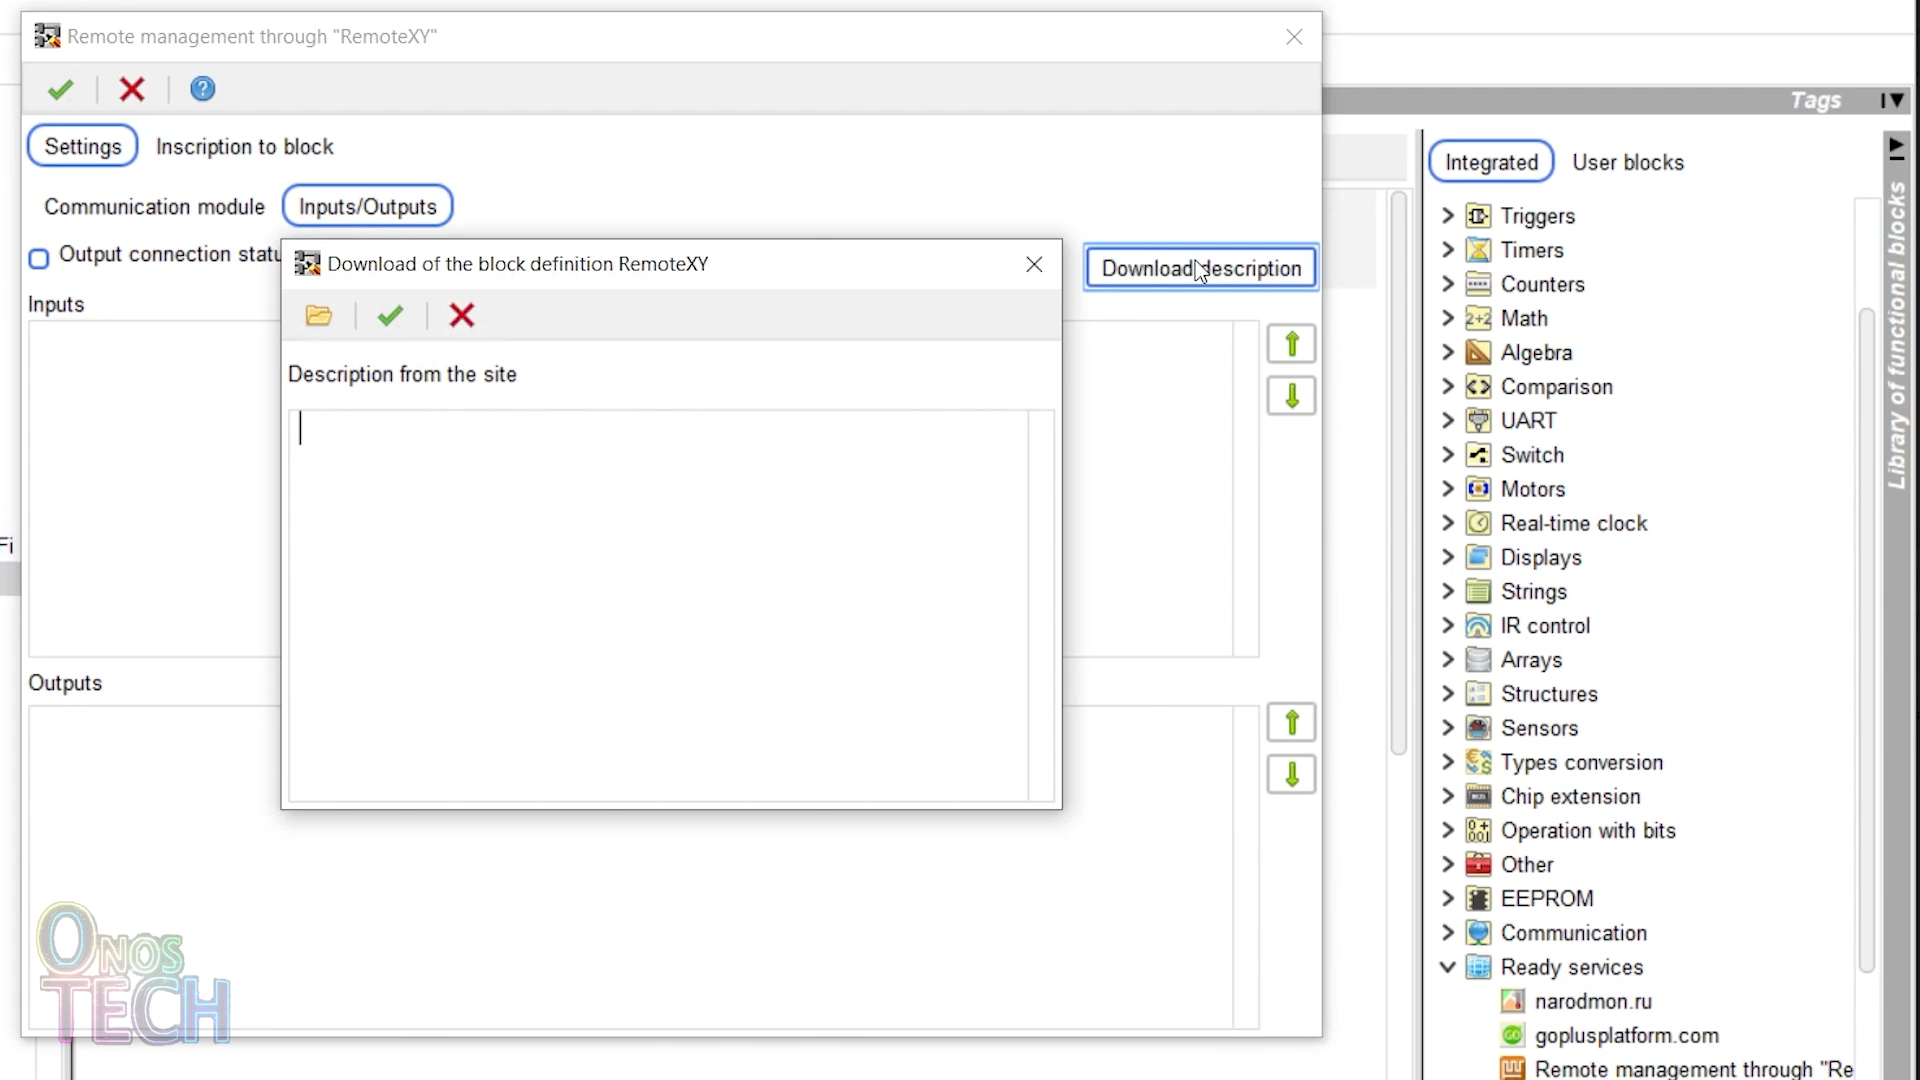 Remote management through "RemoteXY"
Tags
Settings
Inscription to block
Integrated
User blocks
Communication module
Inputs/Outputs
Output connection statu
Download of the block definition RemoteXY
Download description
Inputs
Description from the site
Outputs
Fi
Triggers
Timers
Counters
2+2 Math
Algebra
Comparison
UART
Switch
Motors
Real-time clock
Displays
Strings
IR control
Arrays
Structures
Sensors
Types conversion
Chip extension
Operation with bits
Other
EEPROM
Communication
Ready services
narodmon.ru
goplusplatform.com
Remote management through "Re
Library of functional blocks
ONOS
TECH